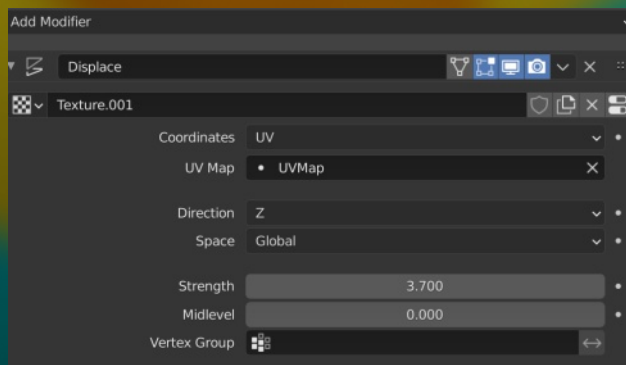 Add Modifier
Displace
Texture.001
Coordinates UV
UV Map UVMap
Direction Z
Space Global
Strength 3.700
Midlevel 0.000
Vertex Group